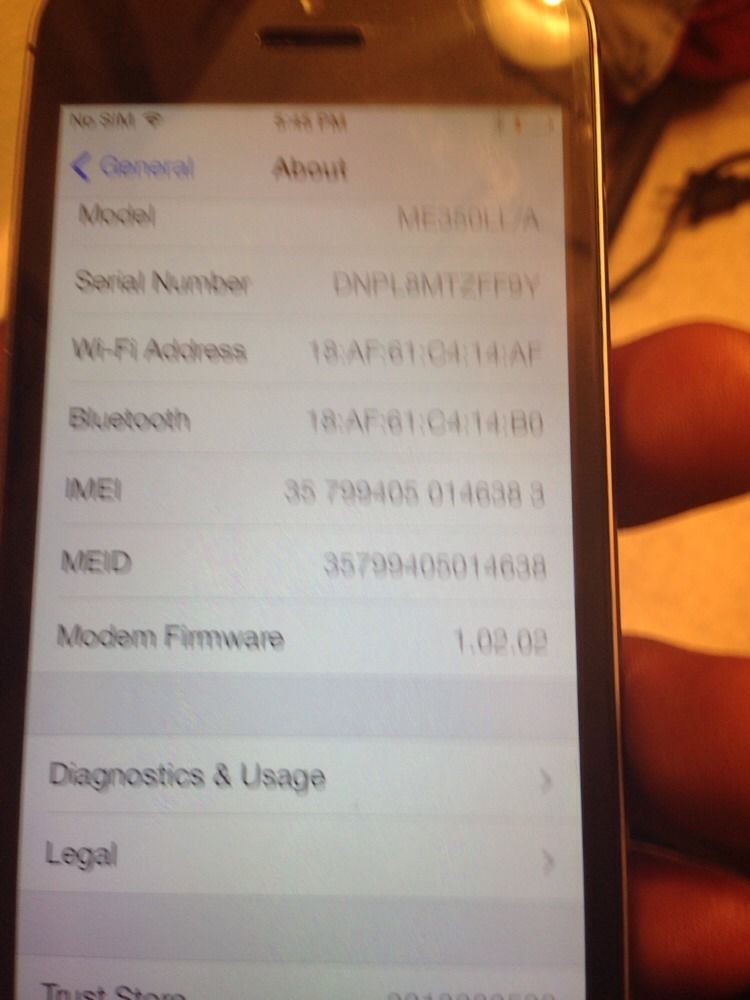 No SIM 5:45 PM
General About
Model ME350LL/A
Serial Number DNPL8MTZFF9Y
Wi-Fi Address 18:AF:61:C4:14:AF
Bluetooth 18:AF:61:C4:14:B0
IMEI 35 799405 014638 3
MEID 35799405014638
Modem Firmware 1.02.02
Diagnostics & Usage
Legal
Trust Store